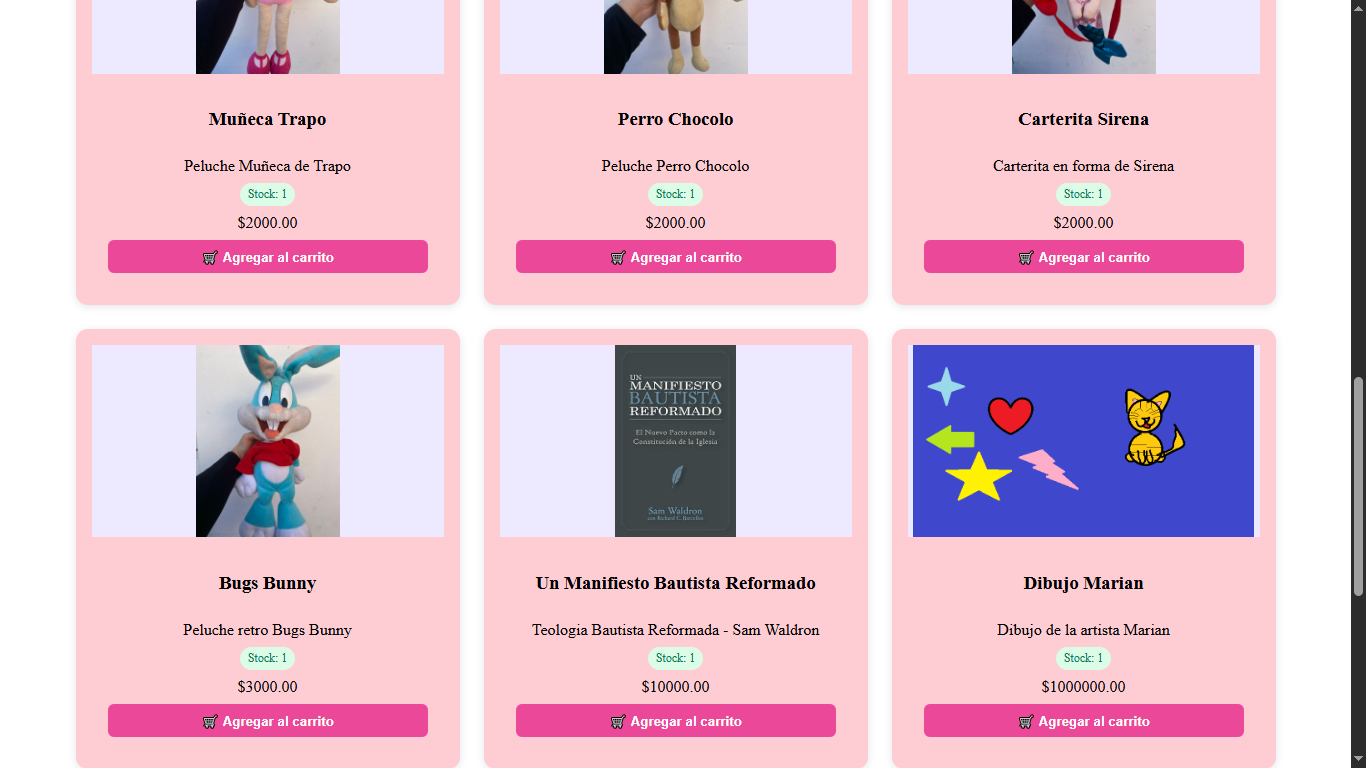 Muñeca Trapo
Peluche Muñeca de Trapo
Stock: 1
$2000.00
🛒 Agregar al carrito
Perro Chocolo
Peluche Perro Chocolo
Stock: 1
$2000.00
🛒 Agregar al carrito
Carterita Sirena
Carterita en forma de Sirena
Stock: 1
$2000.00
🛒 Agregar al carrito
Bugs Bunny
Peluche retro Bugs Bunny
Stock: 1
$3000.00
🛒 Agregar al carrito
UN
MANIFIESTO
BAUTISTA
REFORMADO
El Nuevo Pacto como la
Constitución de la Iglesia
Sam Waldron
con Richard C. Barcellos
Un Manifiesto Bautista Reformado
Teologia Bautista Reformada - Sam Waldron
Stock: 1
$10000.00
🛒 Agregar al carrito
Dibujo Marian
Dibujo de la artista Marian
Stock: 1
$1000000.00
🛒 Agregar al carrito